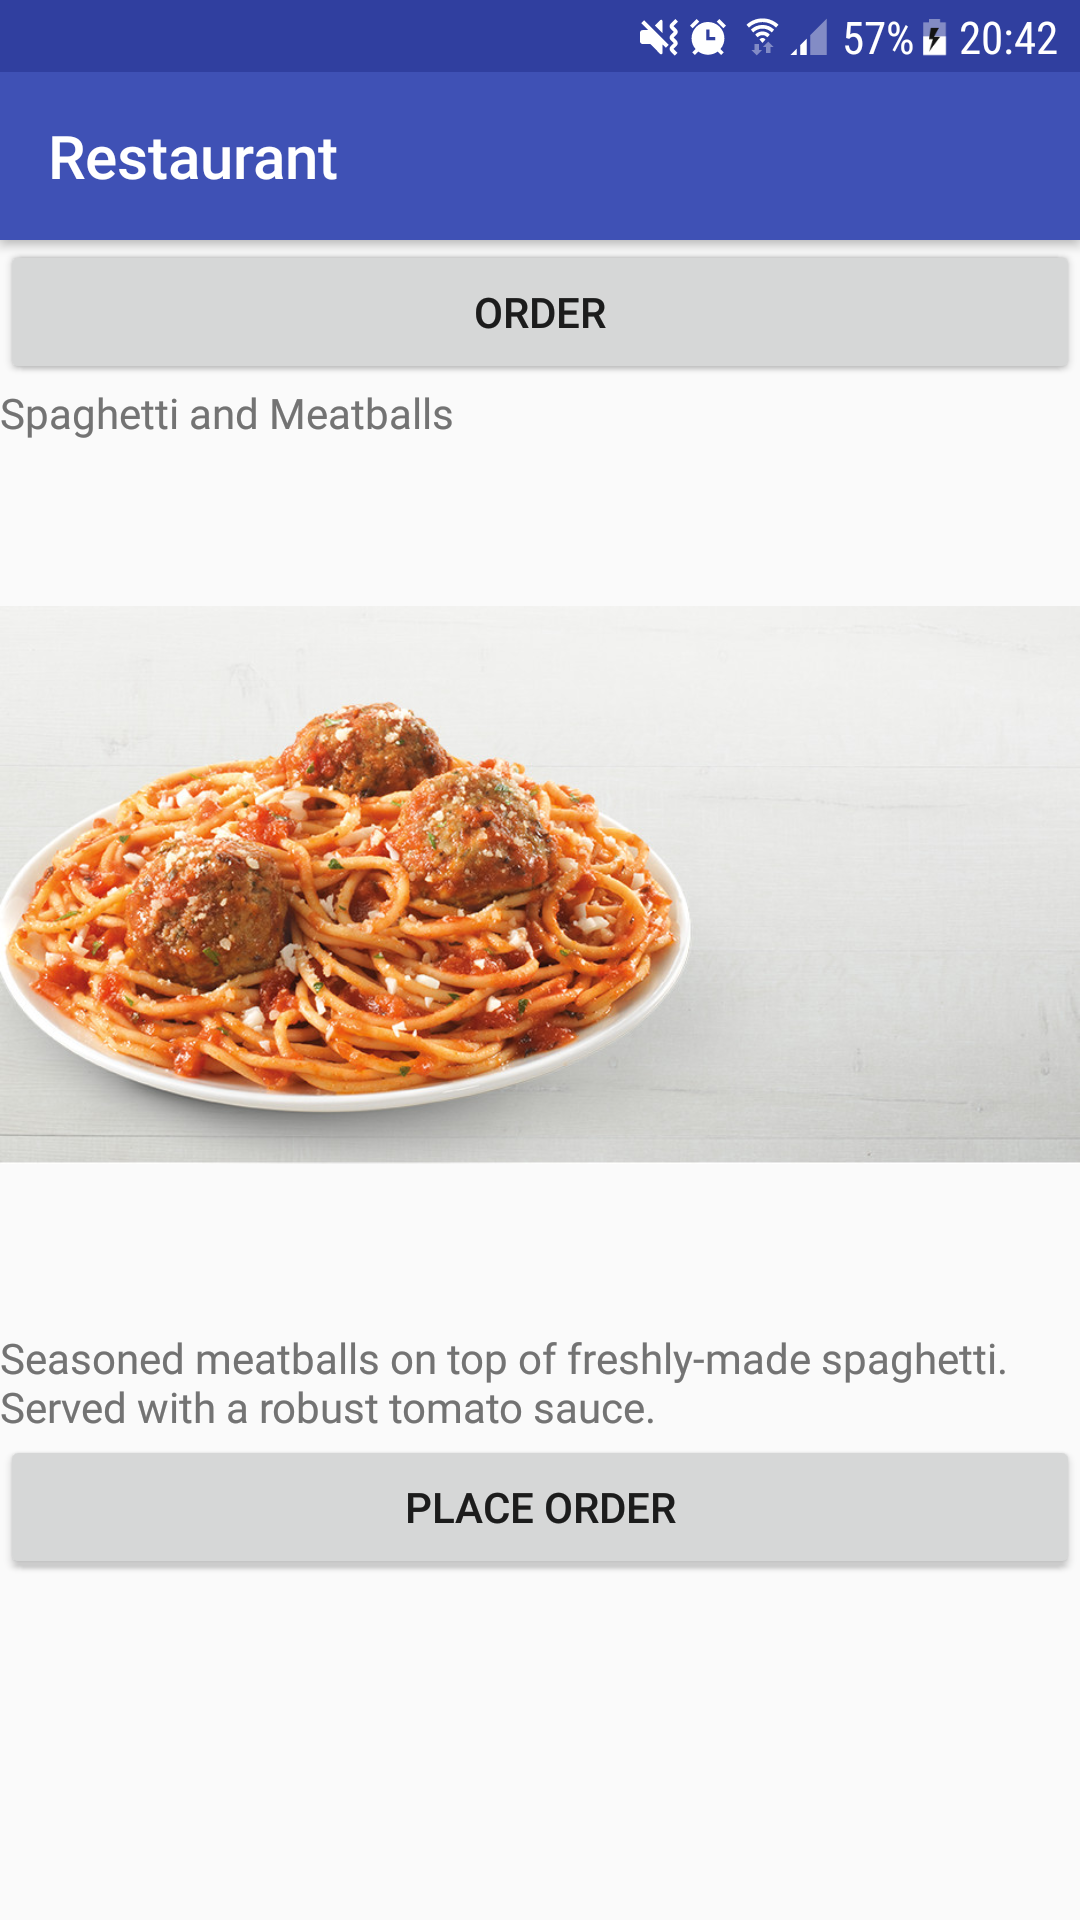 57% 20:42
Restaurant
ORDER
Spaghetti and Meatballs
Seasoned meatballs on top of freshly-made spaghetti.
Served with a robust tomato sauce.
PLACE ORDER